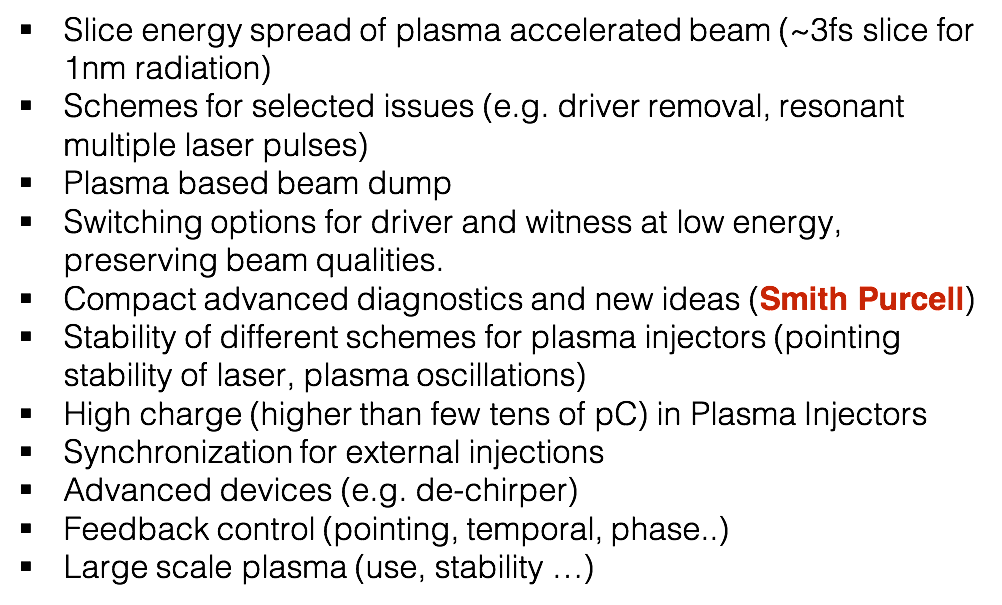 ▪ Slice energy spread of plasma accelerated beam (~3fs slice for
1nm radiation)
▪ Schemes for selected issues (e.g. driver removal, resonant
multiple laser pulses)
▪ Plasma based beam dump
▪ Switching options for driver and witness at low energy,
preserving beam qualities.
▪ Compact advanced diagnostics and new ideas (Smith Purcell)
▪ Stability of different schemes for plasma injectors (pointing
stability of laser, plasma oscillations)
▪ High charge (higher than few tens of pC) in Plasma Injectors
▪ Synchronization for external injections
▪ Advanced devices (e.g. de-chirper)
▪ Feedback control (pointing, temporal, phase..)
▪ Large scale plasma (use, stability …)